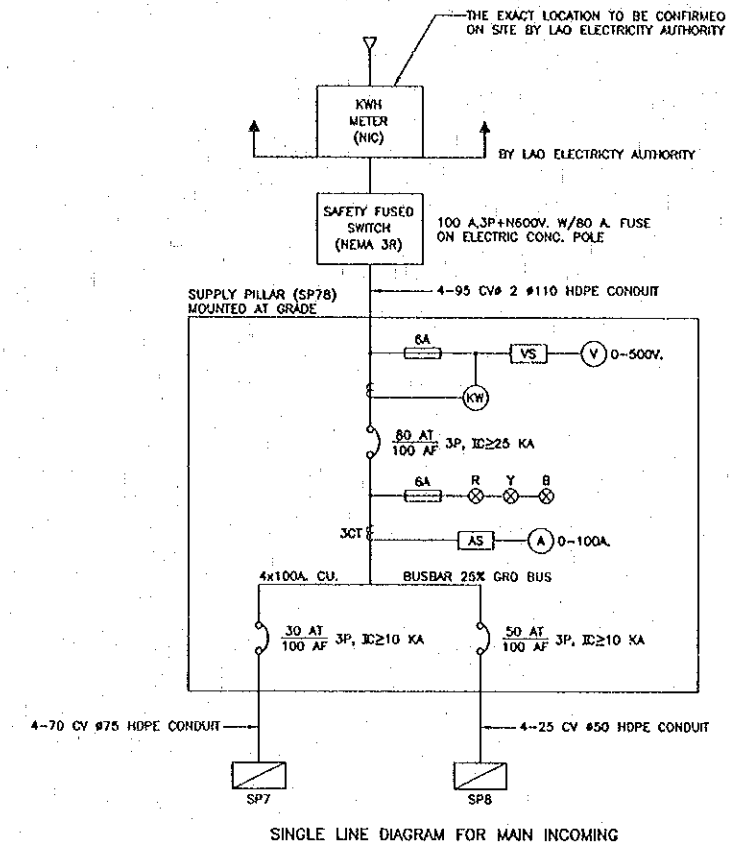 THE EXACT LOCATION TO BE CONFIRMED
ON SITE BY LAO ELECTRICITY AUTHORITY
KWH
METER
(NIC)
BY LAO ELECTRICTY AUTHORITY
SAFETY FUSED
SWITCH
(NEMA 3R)
100 A,3P+N600V. W/80 A. FUSE
ON ELECTRIC CONC. POLE
4-95 CVø 2 ø110 HDPE CONDUIT
SUPPLY PILLAR (SP78)
MOUNTED AT GRADE
6A
VS
V
0-500V.
KW
80 AT
100 AF
3P, IC≥25 KA
6A
R Y B
3CT
AS
A
0-100A.
4x100A. CU. BUSBAR 25% GRO BUS
30 AT
100 AF
3P, IC≥10 KA
50 AT
100 AF
3P, IC≥10 KA
4-70 CV ø75 HDPE CONDUIT
4-25 CV ø50 HDPE CONDUIT
SP7
SP8
SINGLE LINE DIAGRAM FOR MAIN INCOMING